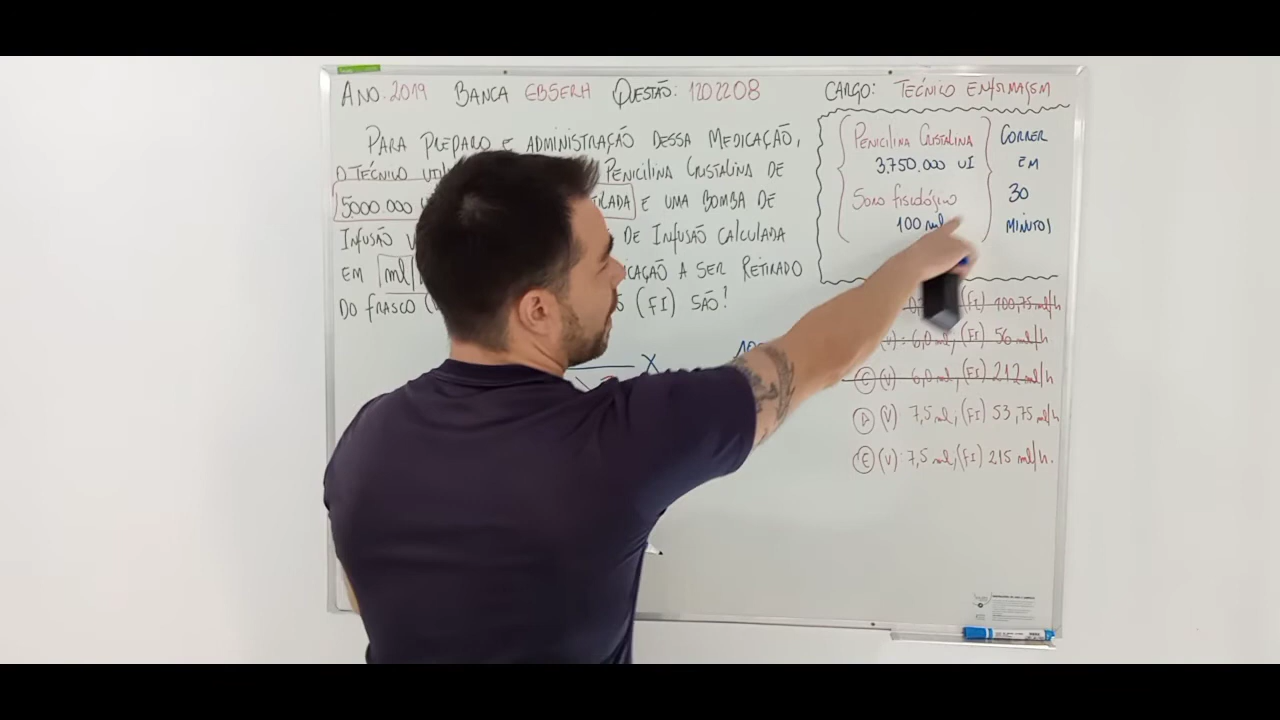 ANO. 2019 BANCA EBSERH QUESTÃO: 1202208 CARGO: TÉCNICO ENFERMAGEM
PARA PREPARO E ADMINISTRAÇÃO DESSA MEDICAÇÃO,
O TÉCNICO PENICILINA CRISTALINA DE
5000.000 E UMA BOMBA DE
INFUSÃO DE INFUSÃO CALCULADA
EM ml/ A SER RETIRADO
DO FRASCO (FI) SÃO?
X
PENICILINA CRISTALINA
3.750.000 UI
SORO fisiológico
100 ml
CORRER
EM
30
MINUTOS
(FI) 100,75 ml/h
(V): 6,0 ml, (FI) 56 ml/h
C (V) 6,0 ml, (FI) 212 ml/h
D (V) 7,5 ml, (FI) 53,75 ml/h
E (V): 7,5 ml, (FI) 215 ml/h.